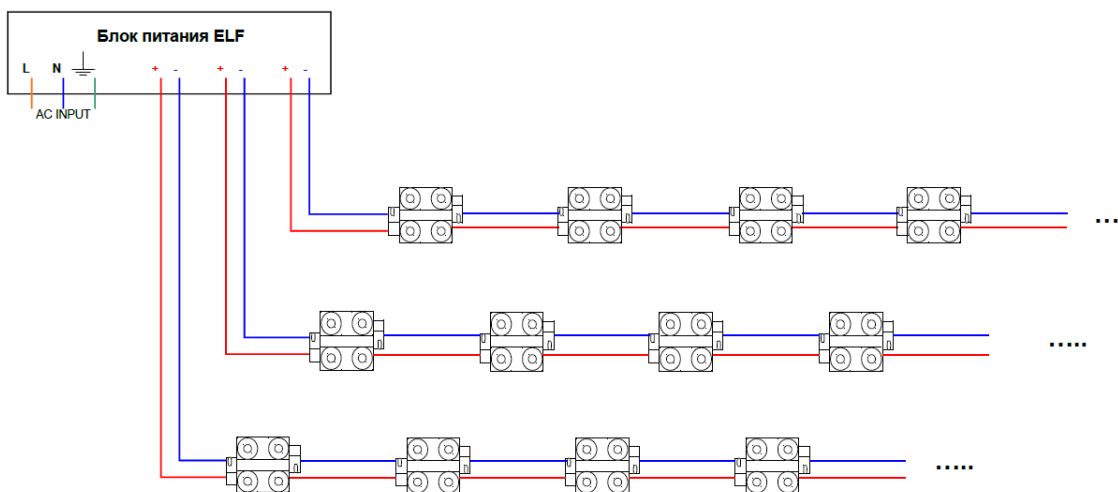 Блок питания ELF
L N + - + - + -
AC INPUT
....
.....
.....